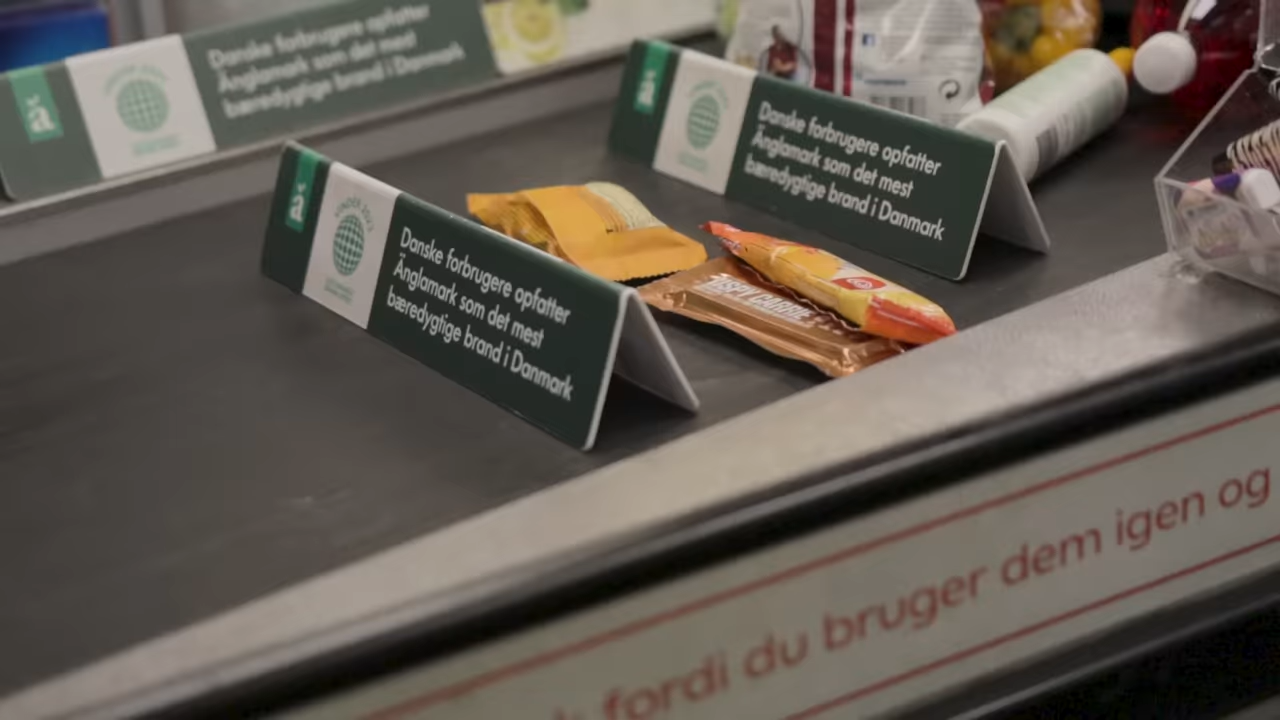 Danske forbrugere opfatter
Änglamark som det mest
bæredygtige brand i Danmark
ä
Danske forbrugere opfatter
Änglamark som det mest
bæredygtige brand i Danmark
ä
Danske forbrugere opfatter
Änglamark som det mest
bæredygtige brand i Danmark
ä
fordi du bruger dem igen og